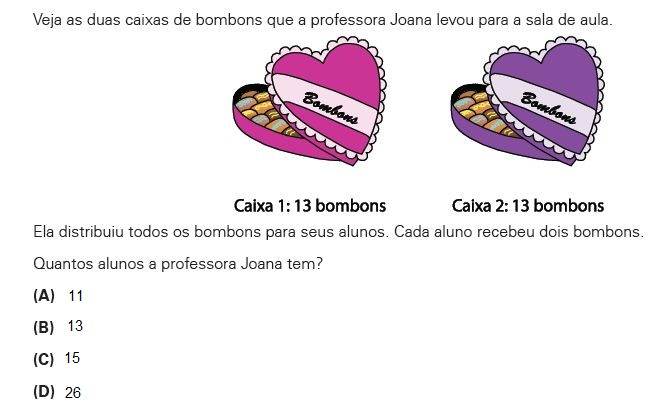 Veja as duas caixas de bombons que a professora Joana levou para a sala de aula.
Bombons
Bombons
Caixa 1: 13 bombons
Caixa 2: 13 bombons
Ela distribuiu todos os bombons para seus alunos. Cada aluno recebeu dois bombons.
Quantos alunos a professora Joana tem?
(A) 11
(B) 13
(C) 15
(D) 26